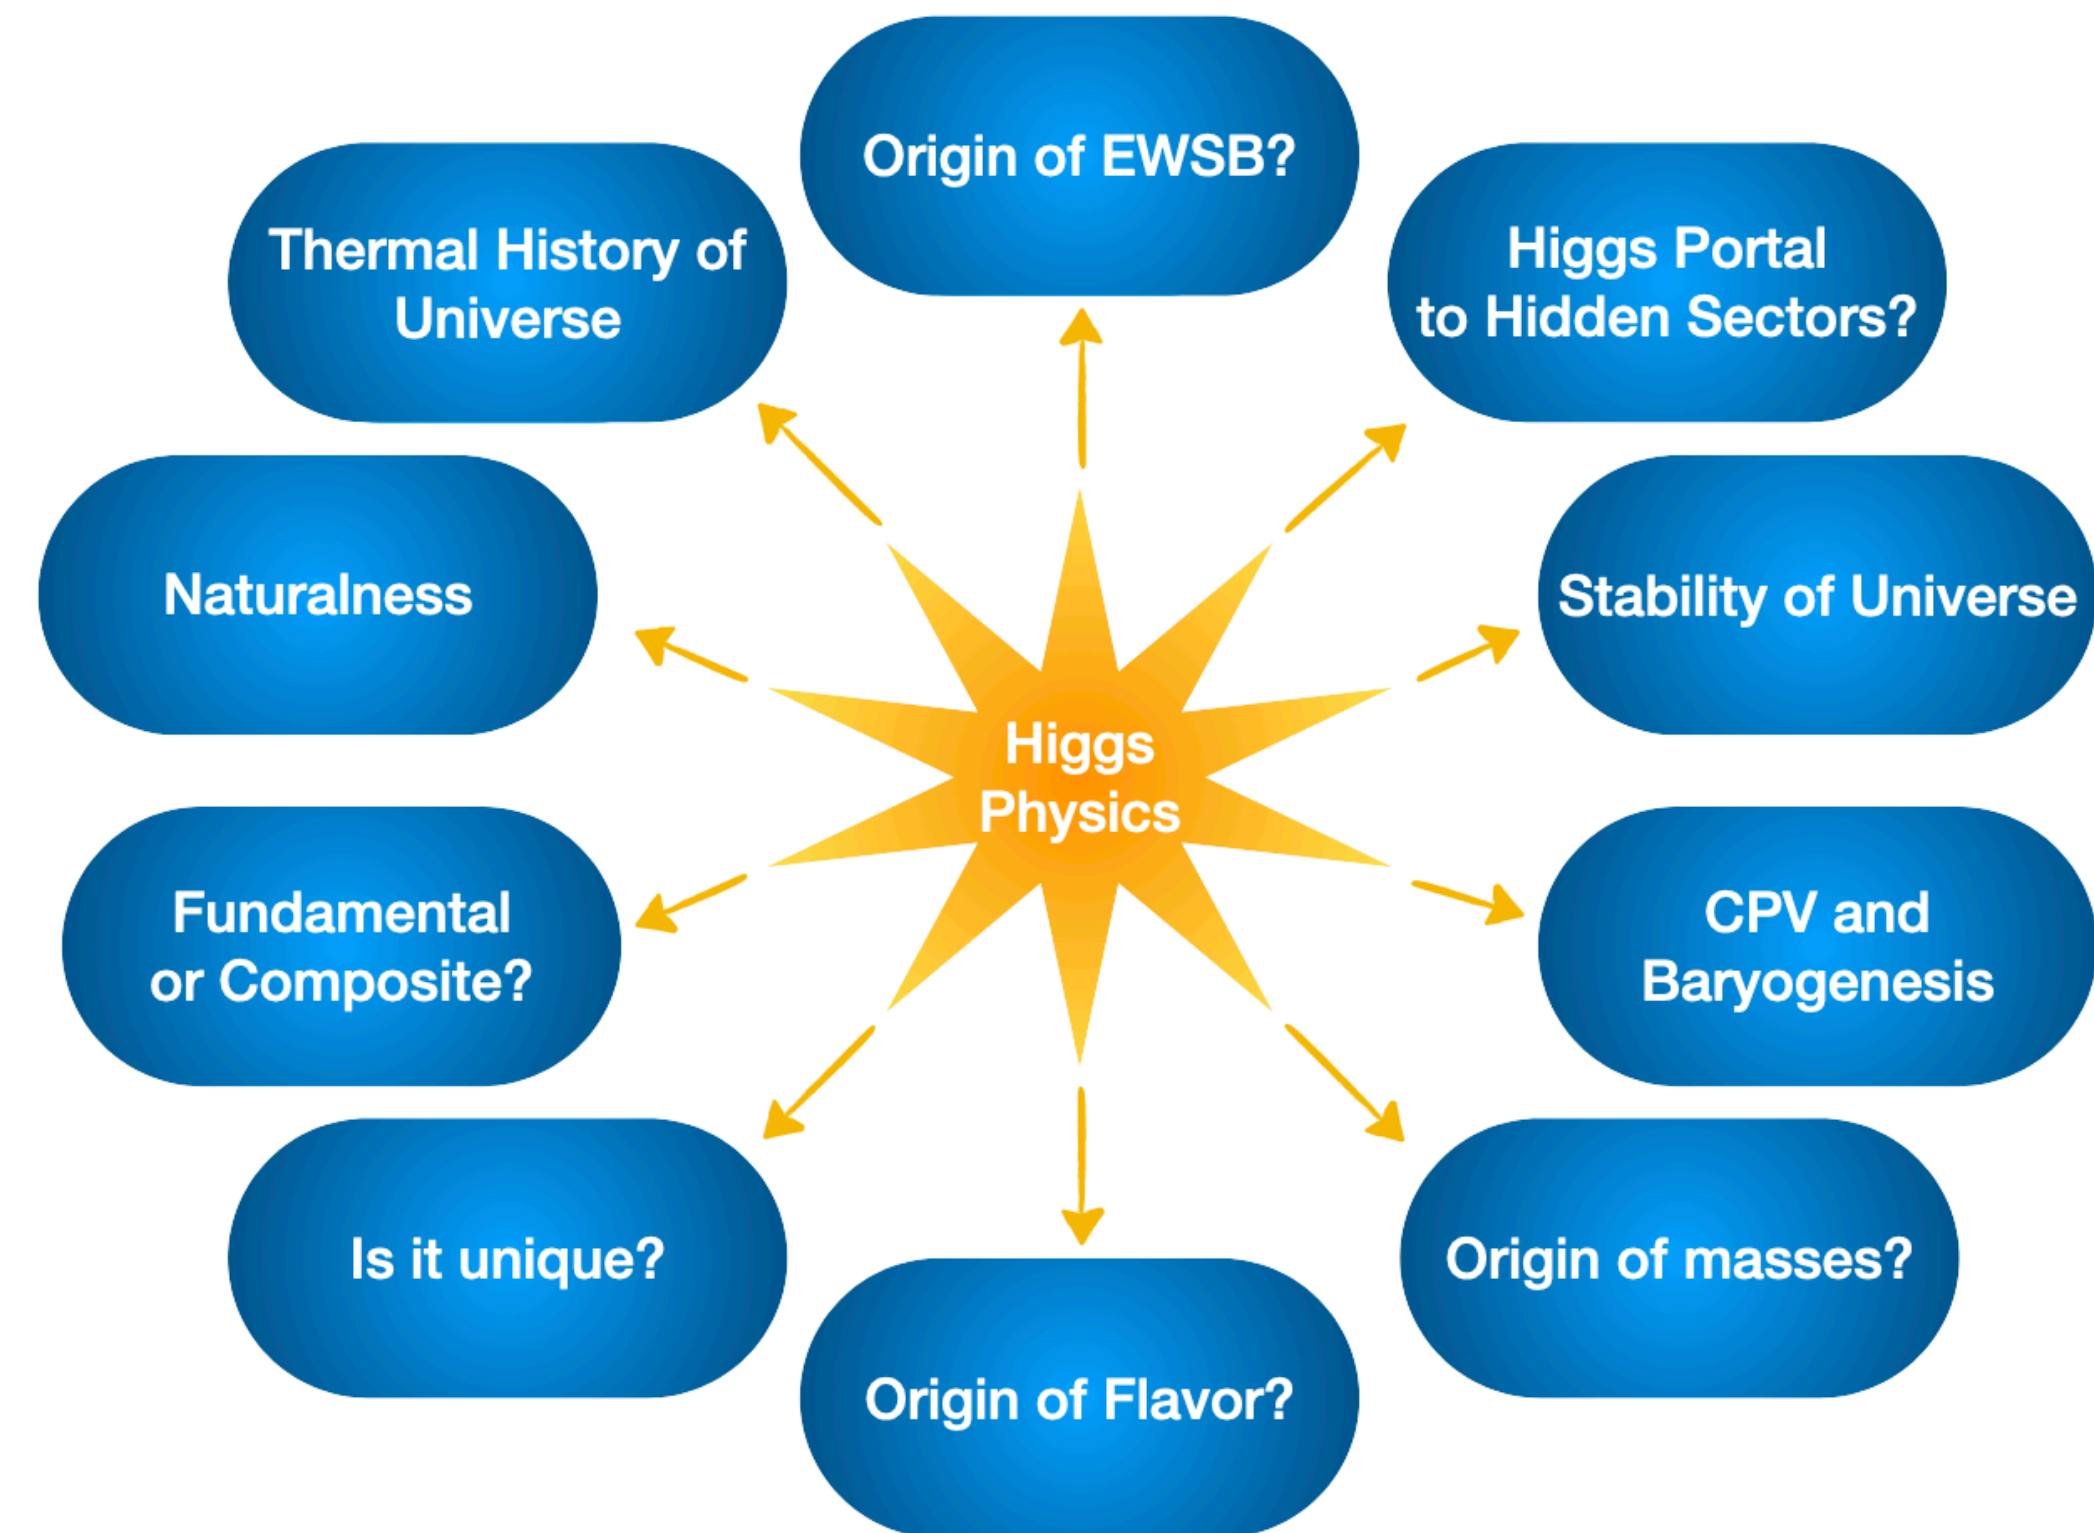 Origin of EWSB?
Thermal History of
Universe
Higgs Portal
to Hidden Sectors?
Naturalness
Stability of Universe
Higgs
Physics
Fundamental
or Composite?
CPV and
Baryogenesis
Is it unique?
Origin of masses?
Origin of Flavor?